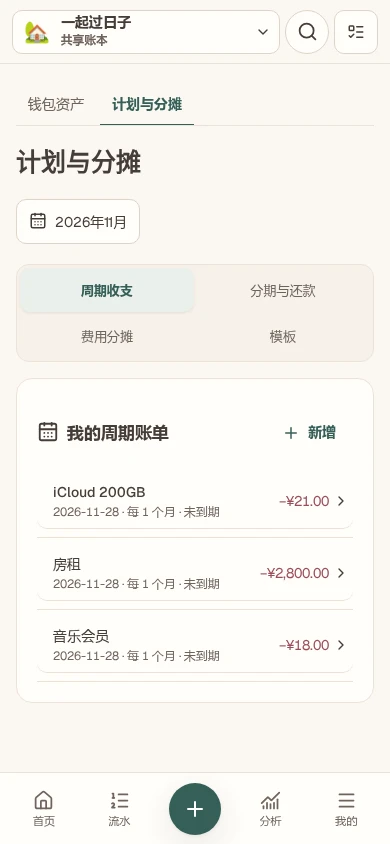 一起过日子
共享账本
钱包资产
计划与分摊
计划与分摊
2026年11月
周期收支
分期与还款
费用分摊
模板
我的周期账单
新增
iCloud 200GB
−¥21.00
2026-11-28 · 每 1 个月 · 未到期
房租
−¥2,800.00
2026-11-28 · 每 1 个月 · 未到期
音乐会员
−¥18.00
2026-11-28 · 每 1 个月 · 未到期
首页
流水
分析
我的